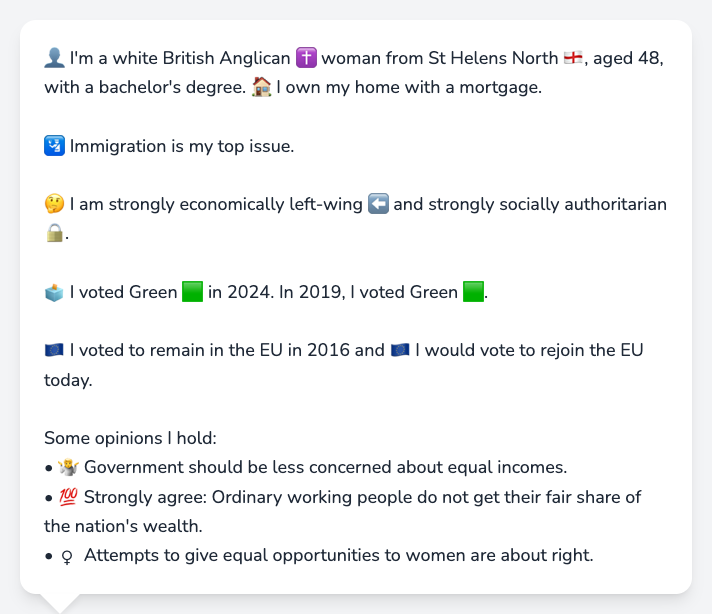 👤 I'm a white British Anglican ✝️ woman from St Helens North 🏴󠁧󠁢󠁥󠁮󠁧󠁿, aged 48,
with a bachelor's degree. 🏠 I own my home with a mortgage.
🛂 Immigration is my top issue.
🤔 I am strongly economically left-wing ⬅️ and strongly socially authoritarian
🔒.
🗳️ I voted Green 🟩 in 2024. In 2019, I voted Green 🟩.
🇪🇺 I voted to remain in the EU in 2016 and 🇪🇺 I would vote to rejoin the EU
today.
Some opinions I hold:
• 🤷 Government should be less concerned about equal incomes.
• 💯 Strongly agree: Ordinary working people do not get their fair share of
the nation's wealth.
• ♀ Attempts to give equal opportunities to women are about right.